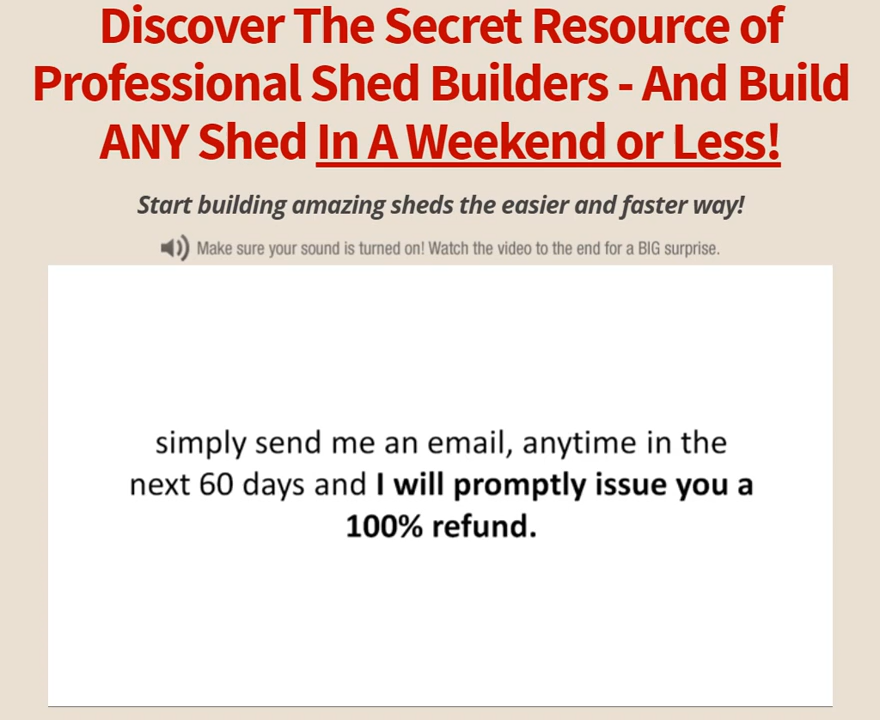 Discover The Secret Resource of
Professional Shed Builders - And Build
ANY Shed In A Weekend or Less!
Start building amazing sheds the easier and faster way!
Make sure your sound is turned on! Watch the video to the end for a BIG surprise.
simply send me an email, anytime in the
next 60 days and I will promptly issue you a
100% refund.